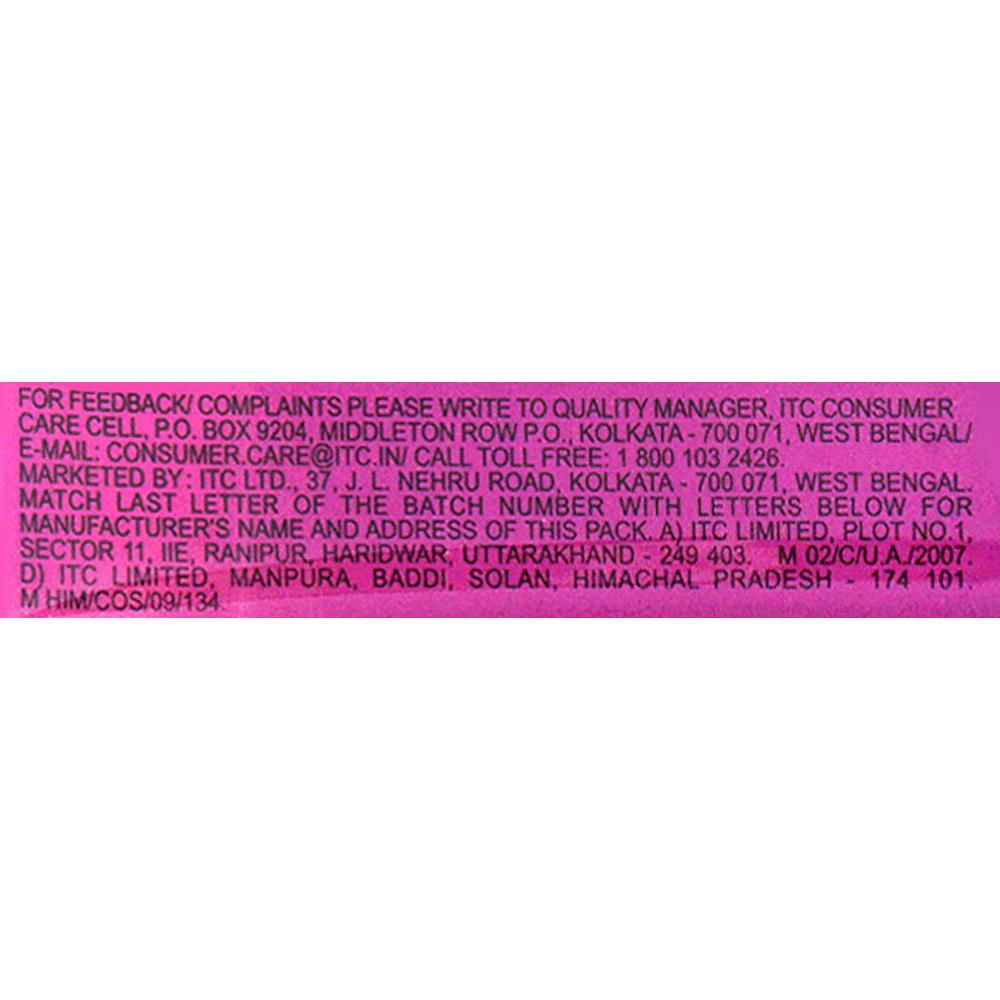 FOR FEEDBACK/ COMPLAINTS PLEASE WRITE TO QUALITY MANAGER, ITC CONSUMER
CARE CELL, P.O. BOX 9204, MIDDLETON ROW P.O., KOLKATA - 700 071, WEST BENGAL/
E-MAIL: CONSUMER.CARE@ITC.IN/ CALL TOLL FREE: 1 800 103 2426.
MARKETED BY: ITC LTD., 37, J. L. NEHRU ROAD, KOLKATA - 700 071, WEST BENGAL.
MATCH LAST LETTER OF THE BATCH NUMBER WITH LETTERS BELOW FOR
MANUFACTURER'S NAME AND ADDRESS OF THIS PACK. A) ITC LIMITED, PLOT NO.1,
SECTOR 11, IIE, RANIPUR, HARIDWAR, UTTARAKHAND - 249 403. M 02/C/U.A./2007.
D) ITC LIMITED, MANPURA, BADDI, SOLAN, HIMACHAL PRADESH - 174 101.
M HIM/COS/09/134.